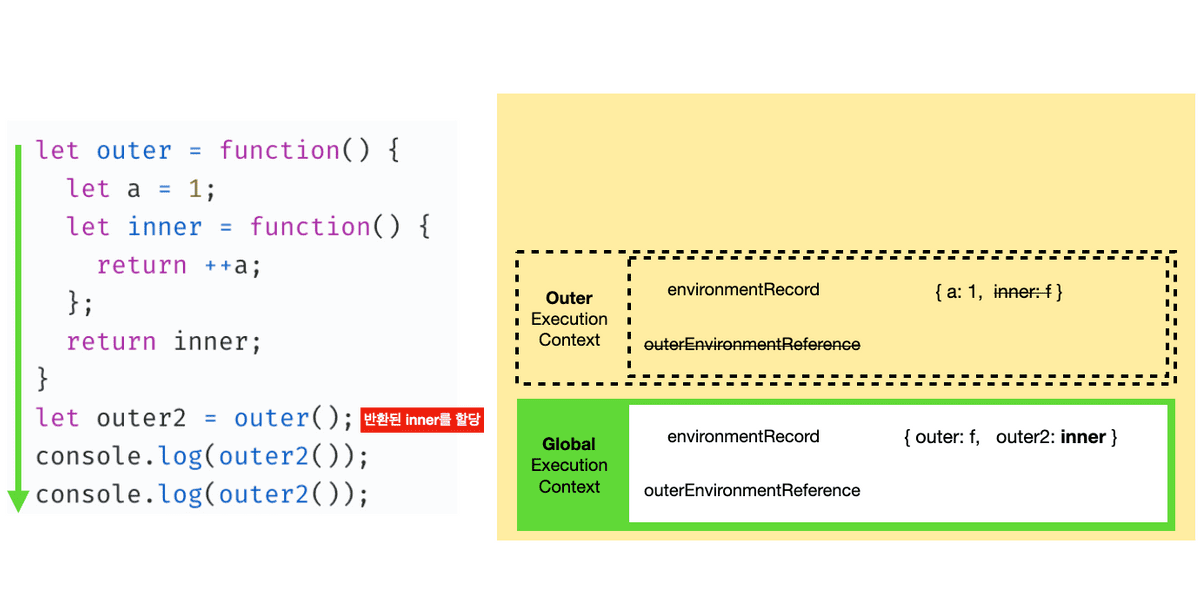 let outer = function() {
let a = 1;
let inner = function() {
return ++a;
};
return inner;
}
let outer2 = outer(); 반환된 inner를 할당
console.log(outer2());
console.log(outer2());
Outer
Execution
Context
environmentRecord { a: 1, inner: f }
outerEnvironmentReference
Global
Execution
Context
environmentRecord { outer: f, outer2: inner }
outerEnvironmentReference